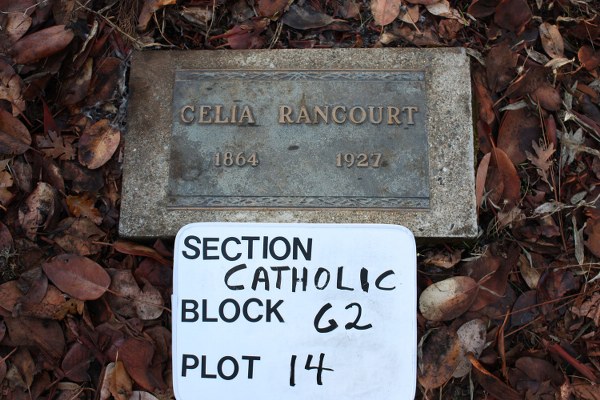 CELIA RANCOURT
1864 1927
SECTION
CATHOLIC
BLOCK 62
PLOT 14